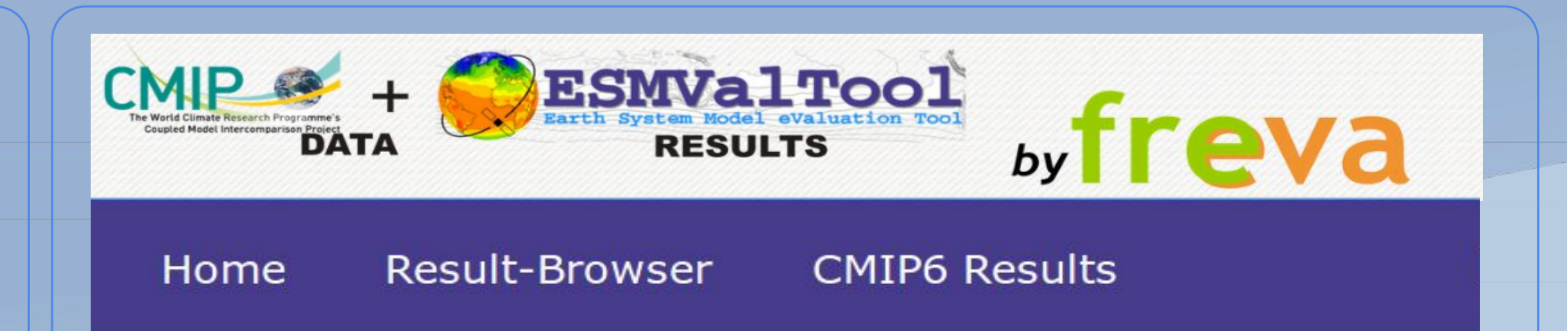 CMIP
The World Climate Research Programme's
Coupled Model Intercomparison Project
DATA
+
ESMValTool
Earth System Model eValuation Tool
RESULTS
by freva
Home Result-Browser CMIP6 Results